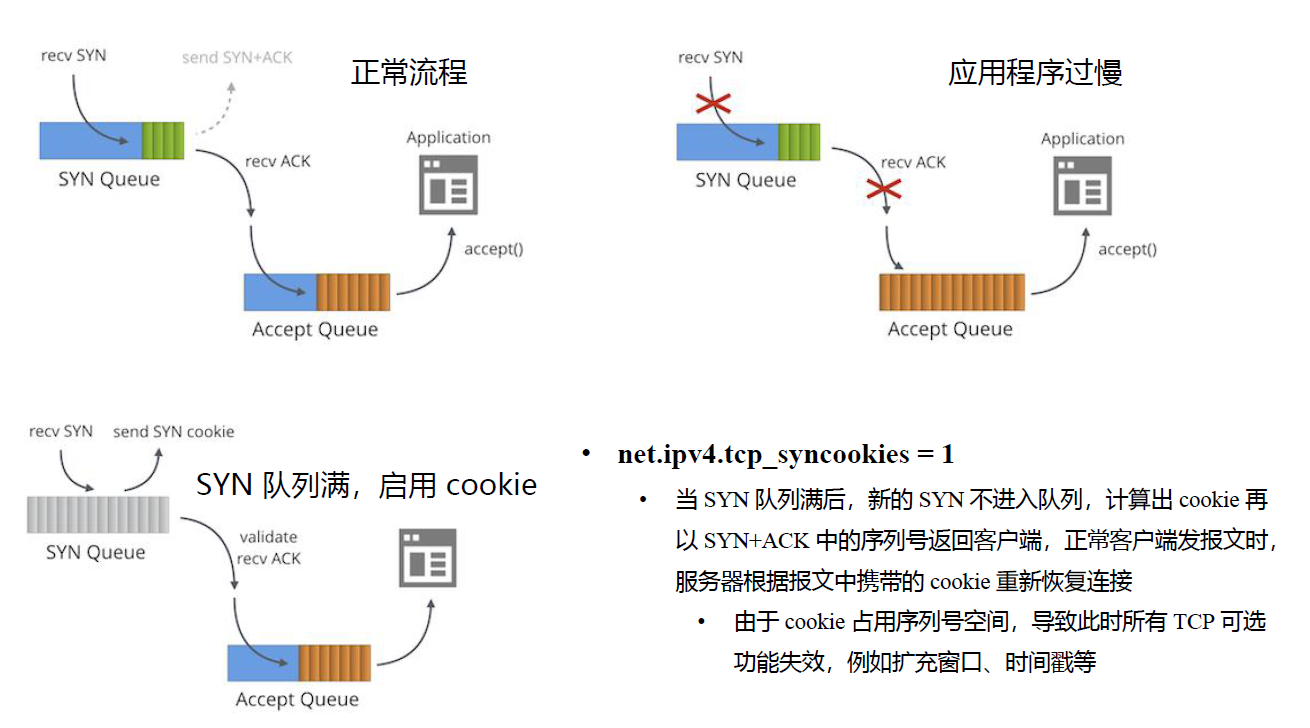 recv SYN
send SYN+ACK
正常流程
Application
recv ACK
SYN Queue
accept()
Accept Queue
recv SYN
应用程序过慢
Application
recv ACK
SYN Queue
accept()
Accept Queue
recv SYN
send SYN cookie
SYN 队列满，启用 cookie
validate
recv ACK
SYN Queue
Accept Queue
• net.ipv4.tcp_syncookies = 1
• 当 SYN 队列满后，新的 SYN 不进入队列，计算出 cookie 再
以 SYN+ACK 中的序列号返回客户端，正常客户端发报文时，
服务器根据报文中携带的 cookie 重新恢复连接
• 由于 cookie 占用序列号空间，导致此时所有 TCP 可选
功能失效，例如扩充窗口、时间戳等